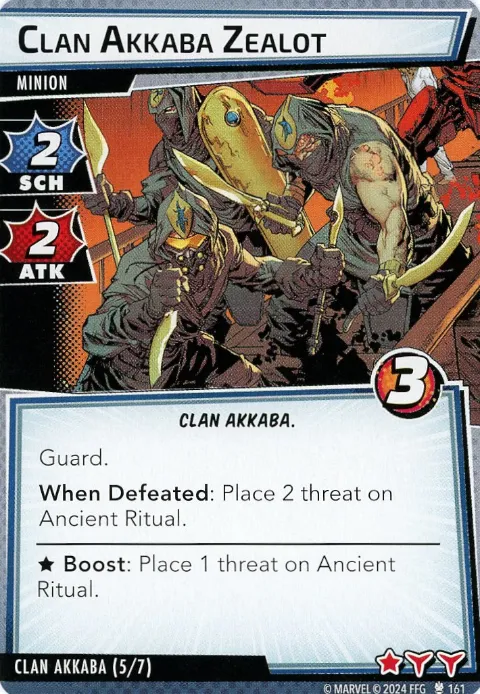 CLAN AKKABA ZEALOT
MINION
2
SCH
2
ATK
3
CLAN AKKABA.
Guard.
When Defeated: Place 2 threat on
Ancient Ritual.
★ Boost: Place 1 threat on Ancient
Ritual.
CLAN AKKABA (5/7)
© MARVEL © 2024 FFG 161